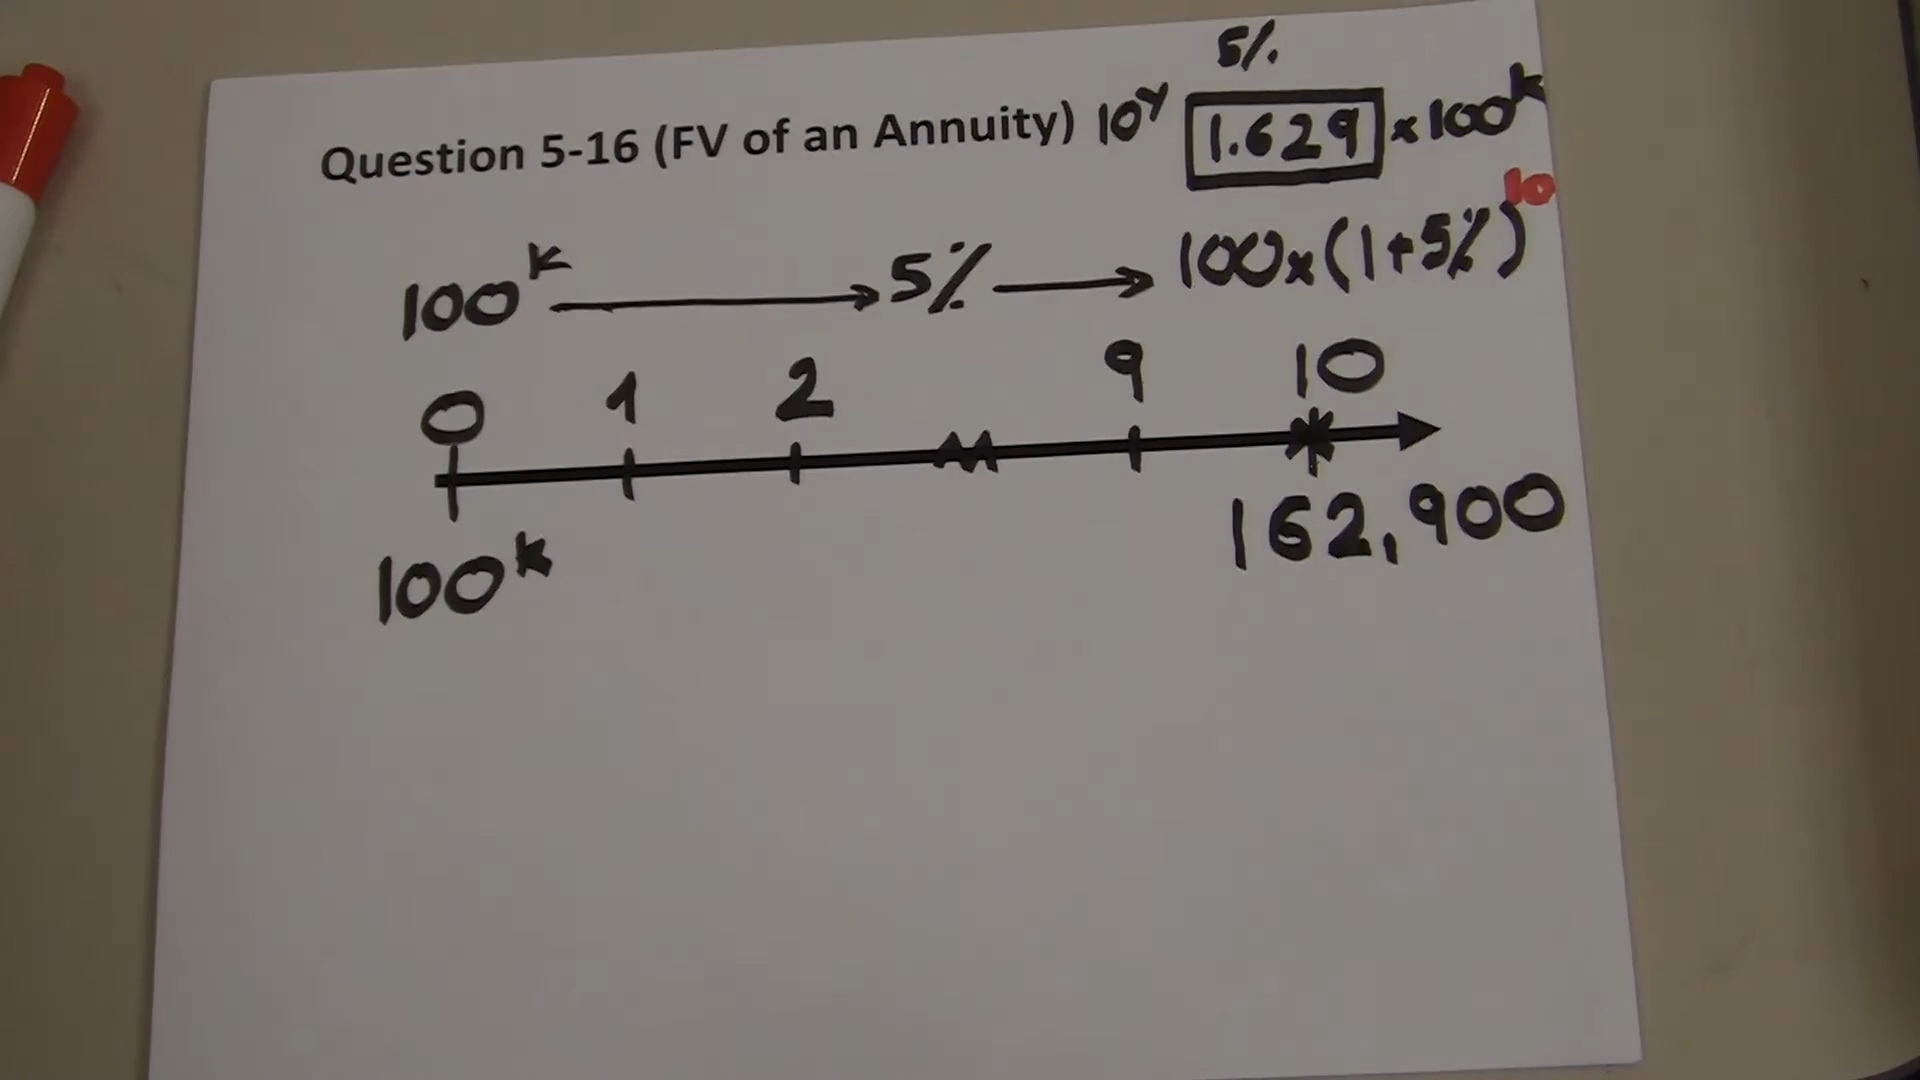 5%
Question 5-16 (FV of an Annuity) 10Y 1.629 x 100K
100K → 5% → 100x(1+5%)10
0 1 2 9 10
100K 162,900